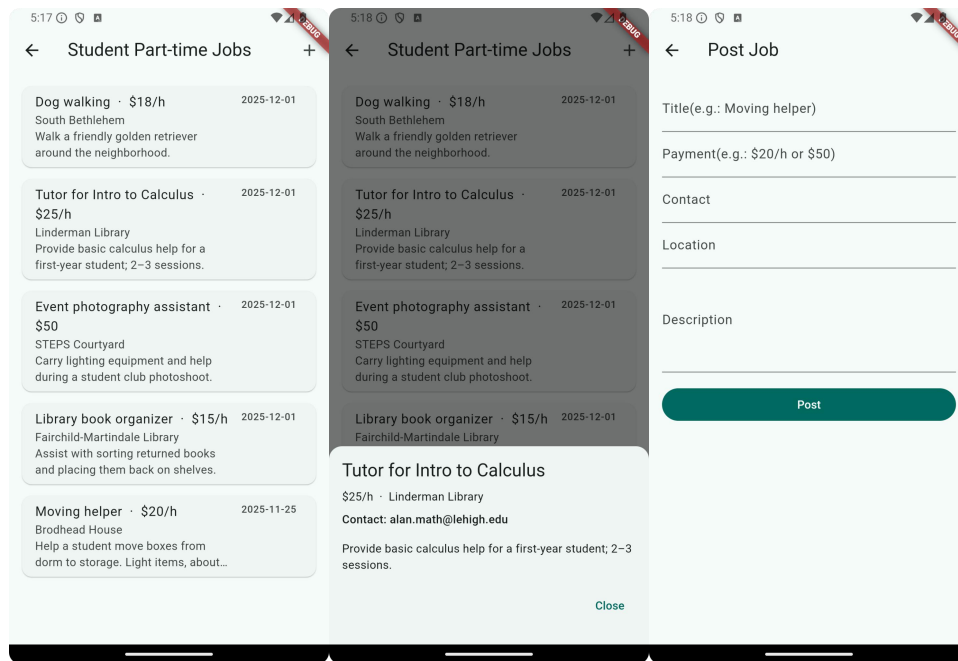 5:17
Student Part-time Jobs
Dog walking · $18/h
2025-12-01
South Bethlehem
Walk a friendly golden retriever
around the neighborhood.
Tutor for Intro to Calculus ·
$25/h
2025-12-01
Linderman Library
Provide basic calculus help for a
first-year student; 2–3 sessions.
Event photography assistant ·
$50
2025-12-01
STEPS Courtyard
Carry lighting equipment and help
during a student club photoshoot.
Library book organizer · $15/h
2025-12-01
Fairchild-Martindale Library
Assist with sorting returned books
and placing them back on shelves.
Moving helper · $20/h
2025-11-25
Brodhead House
Help a student move boxes from
dorm to storage. Light items, about…
5:18
Student Part-time Jobs
Dog walking · $18/h
2025-12-01
South Bethlehem
Walk a friendly golden retriever
around the neighborhood.
Tutor for Intro to Calculus ·
$25/h
2025-12-01
Linderman Library
Provide basic calculus help for a
first-year student; 2–3 sessions.
Event photography assistant ·
$50
2025-12-01
STEPS Courtyard
Carry lighting equipment and help
during a student club photoshoot.
Library book organizer · $15/h
2025-12-01
Fairchild-Martindale Library
Tutor for Intro to Calculus
$25/h · Linderman Library
Contact: alan.math@lehigh.edu
Provide basic calculus help for a first-year student; 2–3
sessions.
Close
5:18
Post Job
Title(e.g.: Moving helper)
Payment(e.g.: $20/h or $50)
Contact
Location
Description
Post